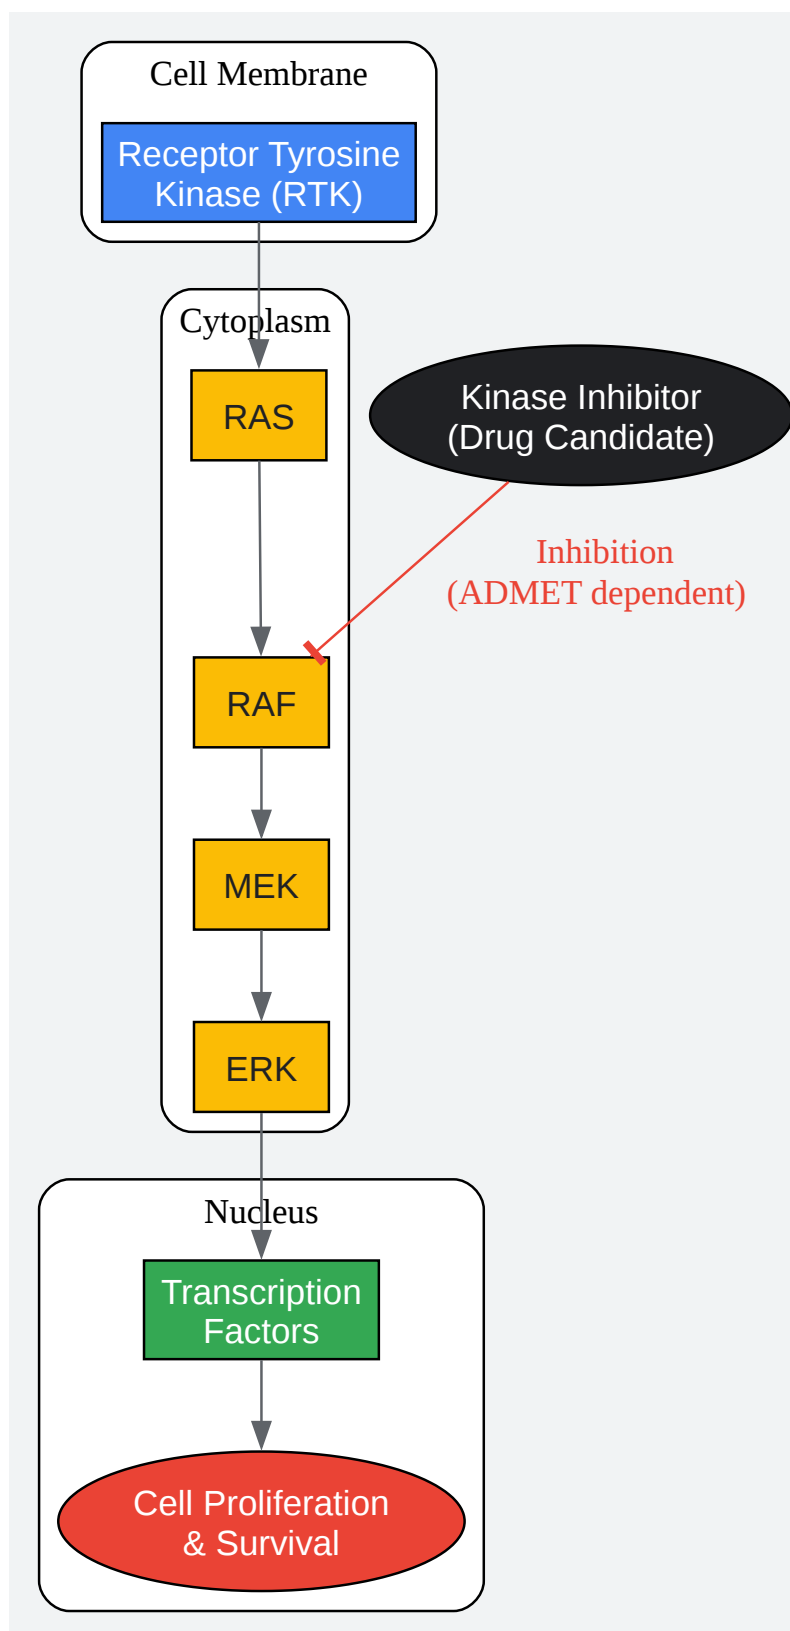 Cell Membrane
Receptor Tyrosine
Kinase (RTK)
Cytoplasm
RAS
Kinase Inhibitor
(Drug Candidate)
Inhibition
(ADMET dependent)
RAF
MEK
ERK
Nucleus
Transcription
Factors
Cell Proliferation
& Survival